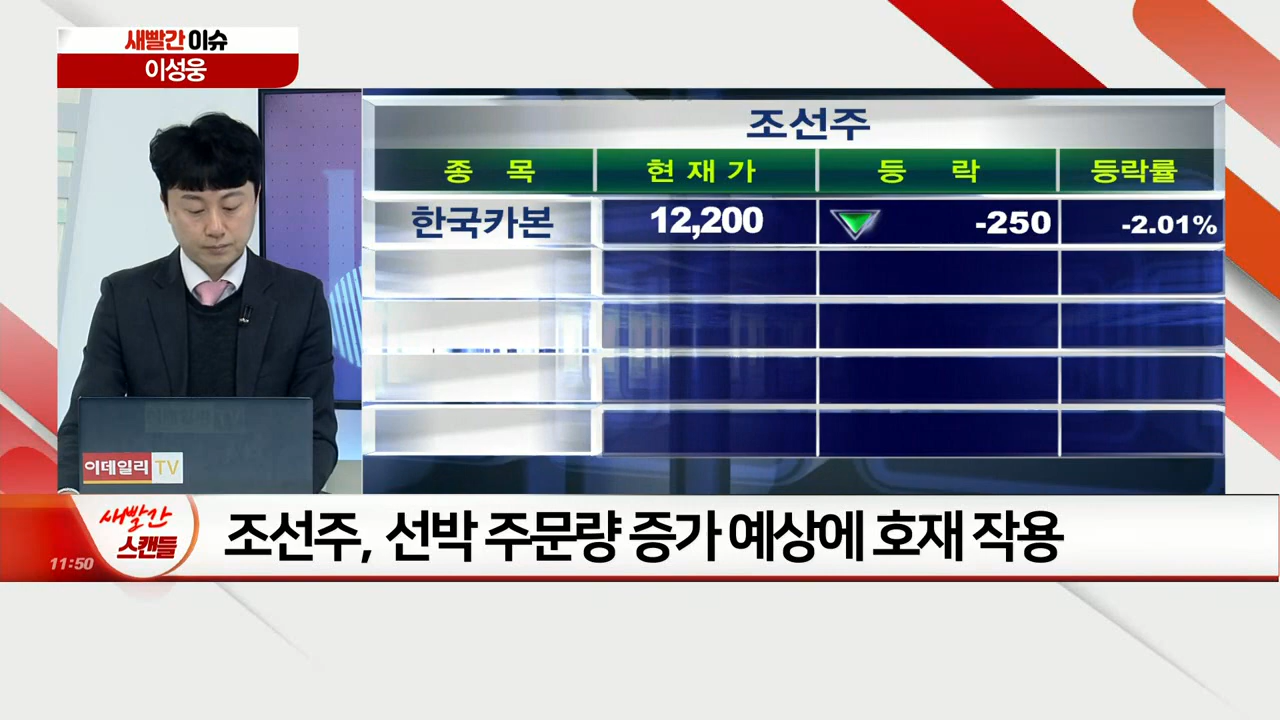 새빨간 이슈
이성웅
조선주
종 목 현 재 가 등 락 등락률
한국카본 12,200 -250 -2.01%
이데일리 TV
새빨간
스캔들
조선주, 선박 주문량 증가 예상에 호재 작용
11:50